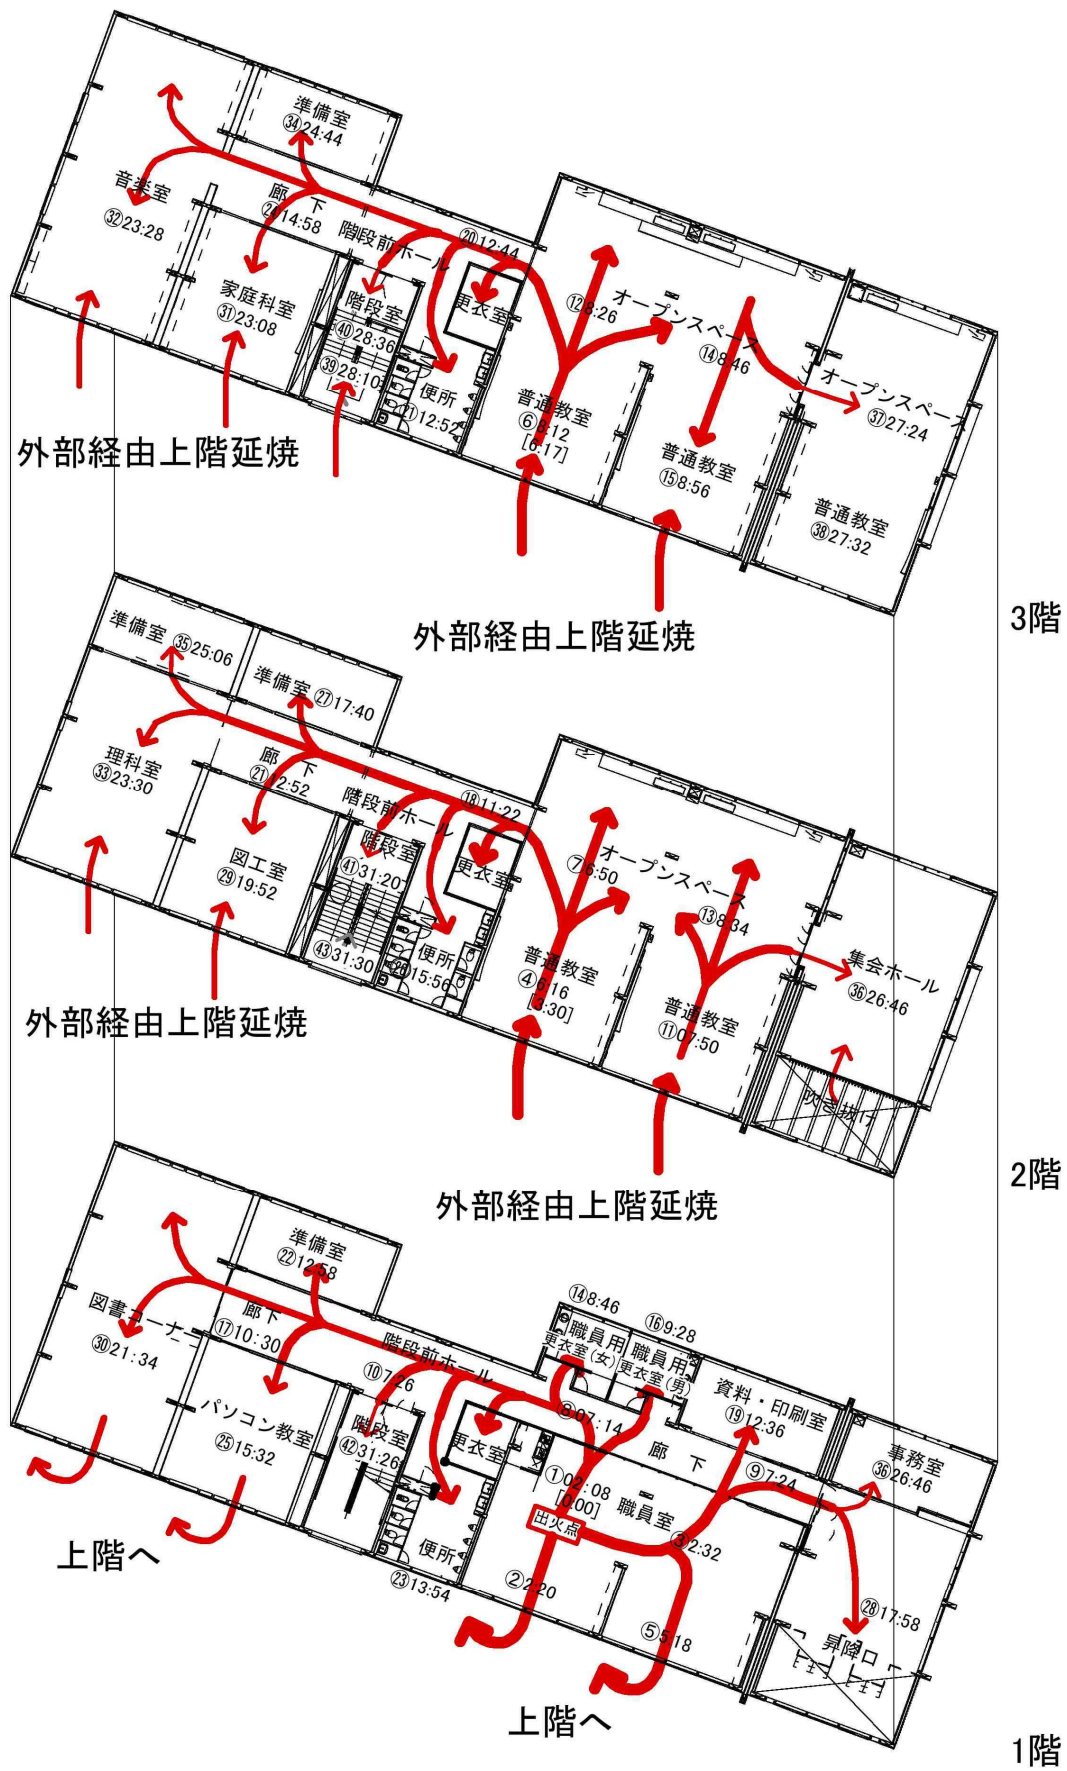 準備室
㉞24:44
音楽室
㉜23:28
廊下
㉔14:58
階段前ホール
⑳12:44
家庭科室
㉛23:08
階段室
㊵28:36
㊴28:10
更衣室
便所
12:52
オープンスペース
⑫8:26
⑭8:46
普通教室
⑥8:12
[6:17]
普通教室
⑮8:56
オープンスペース
㊲27:24
普通教室
㊳27:32
外部経由上階延焼
外部経由上階延焼
3階
準備室 ㉟25:06
準備室 ㉗17:40
理科室
㉝23:30
廊下
㉑12:52
階段前ホール
⑱11:22
図工室
㉙19:52
階段室
㊶31:20
㊸31:30
更衣室
便所
㉖15:56
オープンスペース
⑦6:50
⑬8:34
普通教室
④6:16
[3:30]
普通教室
⑪07:50
集会ホール
㊱26:46
吹き抜け
外部経由上階延焼
外部経由上階延焼
2階
準備室
㉒12:58
図書コーナー
㉚21:34
廊下
⑰10:30
階段前ホール
⑩7:26
パソコン教室
㉕15:32
階段室
㊷31:26
更衣室
便所
㉓13:54
⑭8:46
職員用
更衣室(女)
⑯9:28
職員用
更衣室(男)
資料・印刷室
⑲12:36
⑧07:14
廊下
⑨7:24
事務室
㊱26:46
①02:08
[0:00]
出火点
職員室
③2:32
②2:20
⑤5:18
㉘17:58
昇降口
上階へ
上階へ
1階